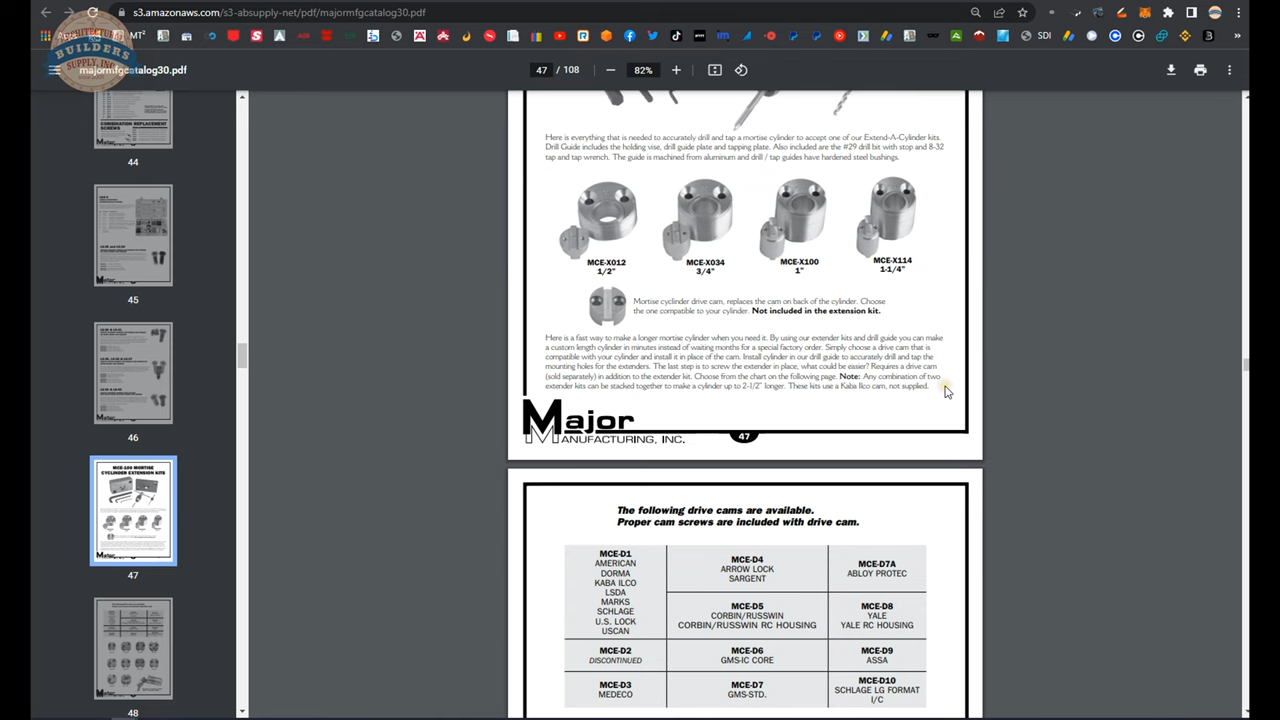 s3.amazonaws.com/s3-absupply-net/pdf/majormfgcatalog30.pdf
ARCHITECTURAL
BUILDERS
SUPPLY, INC.
MT²
SDI
majormfgcatalog30.pdf
47 / 108
82%
COMBINATION REPLACEMENT
SCREWS
44
45
46
MCE-100 MORTISE
CYCLINDER EXTENSION KITS
47
48
Here is everything that is needed to accurately drill and tap a mortise cylinder to accept one of our Extend-A-Cylinder kits.
Drill Guide includes the holding vise, drill guide plate and tapping plate. Also included are the #29 drill bit with stop and 8-32
tap and tap wrench. The guide is machined from aluminum and drill / tap guides have hardened steel bushings.
MCE-X012
1/2"
MCE-X034
3/4"
MCE-X100
1"
MCE-X114
1-1/4"
Mortise cyclinder drive cam, replaces the cam on back of the cylinder. Choose
the one compatible to your cylinder. Not included in the extension kit.
Here is a fast way to make a longer mortise cylinder when you need it. By using our extender kits and drill guide you can make
a custom length cylinder in minutes instead of waiting months for a special factory order. Simply choose a drive cam that is
compatible with your cylinder and install it in place of the cam. Install cylinder in our drill guide to accurately drill and tap the
mounting holes for the extenders. The last step is to screw the extender in place, what could be easier? Requires a drive cam
(sold separately) in addition to the extender kit. Choose from the chart on the following page. Note: Any combination of two
extender kits can be stacked together to make a cylinder up to 2-1/2" longer. These kits use a Kaba Ilco cam, not supplied.
Major
MANUFACTURING, INC.
47
The following drive cams are available.
Proper cam screws are included with drive cam.
MCE-D1
AMERICAN
DORMA
KABA ILCO
LSDA
MARKS
SCHLAGE
U.S. LOCK
USCAN
MCE-D2
DISCONTINUED
MCE-D3
MEDECO
MCE-D4
ARROW LOCK
SARGENT
MCE-D5
CORBIN/RUSSWIN
CORBIN/RUSSWIN RC HOUSING
MCE-D6
GMS-IC CORE
MCE-D7
GMS-STD.
MCE-D7A
ABLOY PROTEC
MCE-D8
YALE
YALE RC HOUSING
MCE-D9
ASSA
MCE-D10
SCHLAGE LG FORMAT
I/C